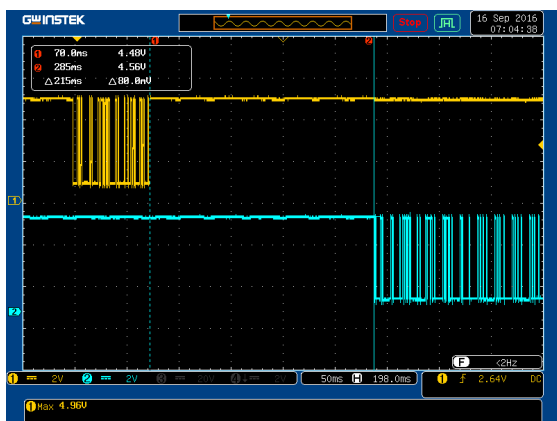 GWINSTEK
Stop
16 Sep 2016
07:04:38
1 70.0ms 4.48V
2 285ms 4.56V
△215ms △80.0mV
1
2
1
2
F <2Hz
1 2V 2 2V 3 20V 4 2V 50ms H 198.0ms 1 2.64V DC
1 Max 4.96V